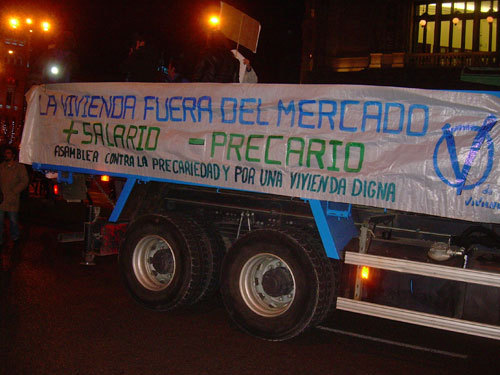 LA VIVIENDA FUERA DEL MERCADO
+ SALARIO – PRECARIO
ASAMBLEA CONTRA LA PRECARIEDAD Y POR UNA VIVIENDA DIGNA
V